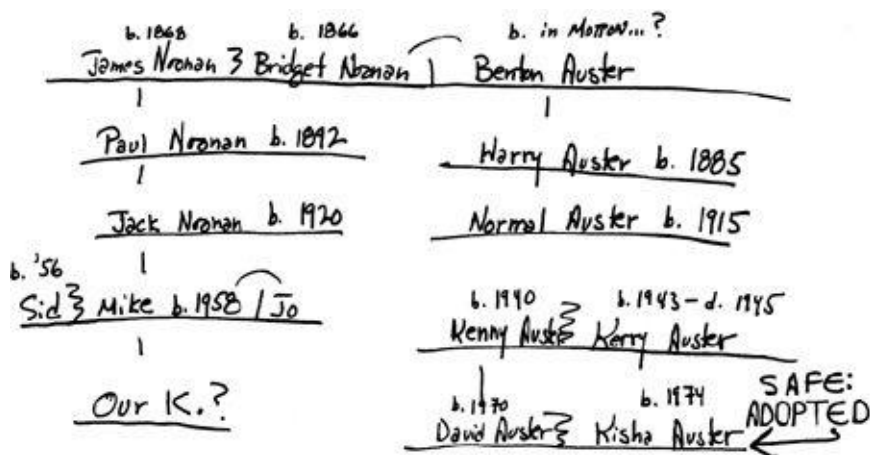 b. 1868 b. 1866 b. in Motton...?
James Noonan } Bridget Noonan | Benton Auster
Paul Noonan b. 1892
Harry Auster b. 1885
Jack Noonan b. 1920
Normal Auster b. 1915
b. '56
Sid } Mike b. 1958 / Jo
b. 1940 b. 1943 – d. 1945
Kenny Auster } Kerry Auster
Our K.?
b. 1970 b. 1974
David Auster } Kisha Auster
SAFE:
ADOPTED